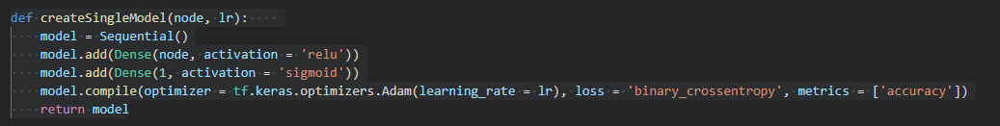 def createSingleModel(node, lr):
    model = Sequential()
    model.add(Dense(node, activation = 'relu'))
    model.add(Dense(1, activation = 'sigmoid'))
    model.compile(optimizer = tf.keras.optimizers.Adam(learning_rate = lr), loss = 'binary_crossentropy', metrics = ['accuracy'])
    return model